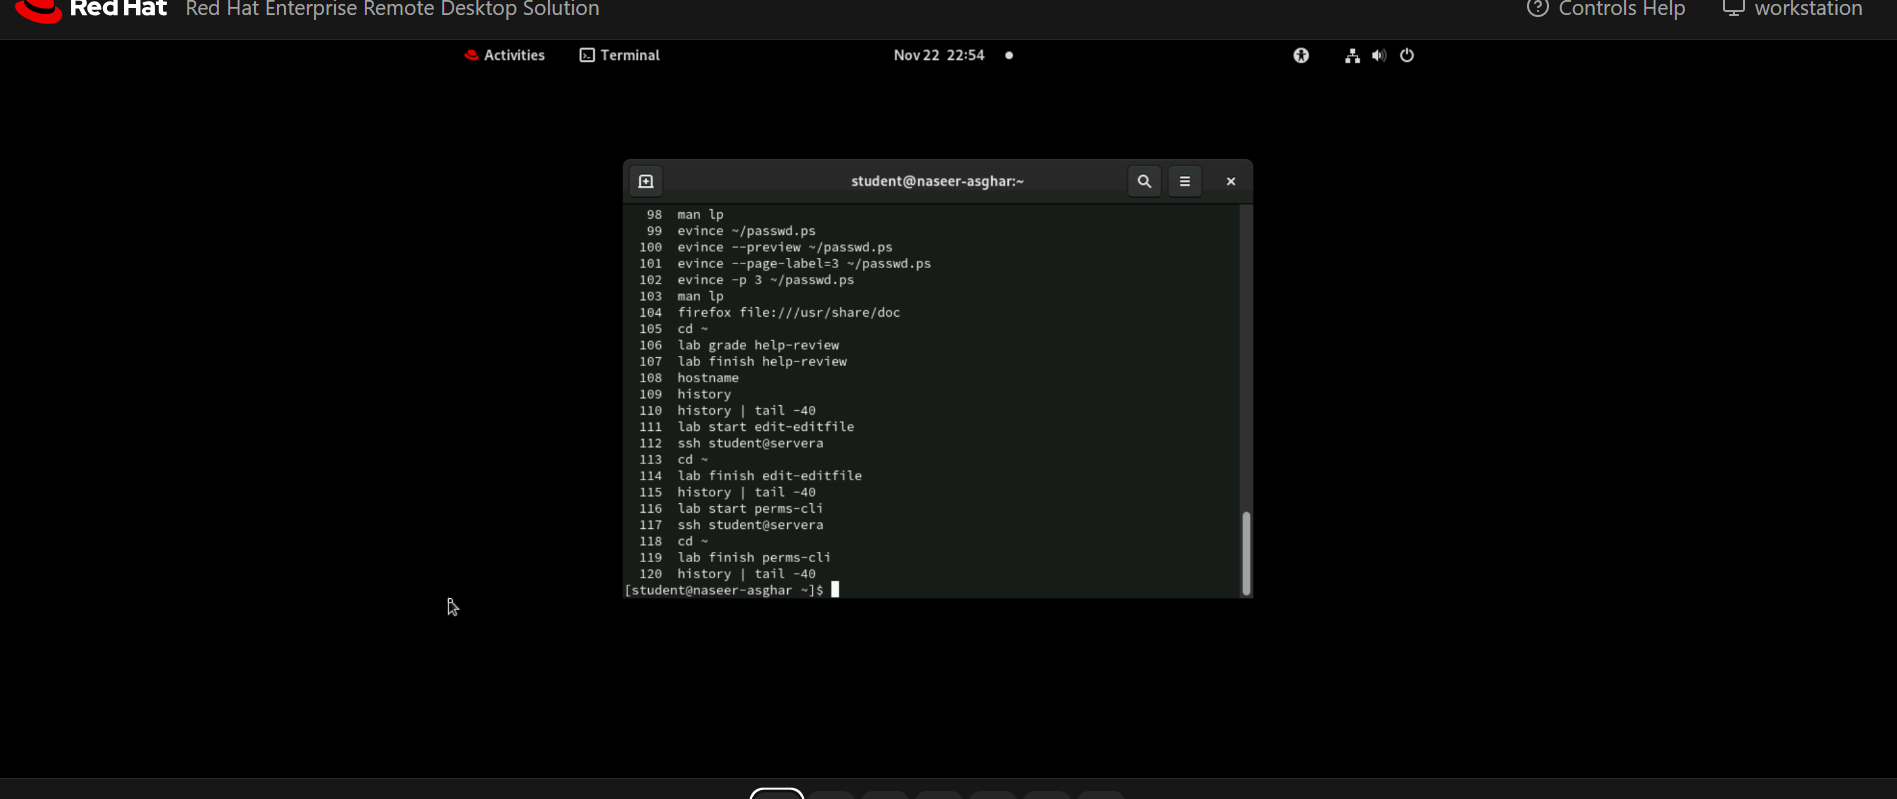 Red Hat Red Hat Enterprise Remote Desktop Solution Controls Help workstation
Activities Terminal Nov 22 22:54
student@naseer-asghar:~
98 man lp
99 evince ~/passwd.ps
100 evince --preview ~/passwd.ps
101 evince --page-label=3 ~/passwd.ps
102 evince -p 3 ~/passwd.ps
103 man lp
104 firefox file:///usr/share/doc
105 cd ~
106 lab grade help-review
107 lab finish help-review
108 hostname
109 history
110 history | tail -40
111 lab start edit-editfile
112 ssh student@servera
113 cd ~
114 lab finish edit-editfile
115 history | tail -40
116 lab start perms-cli
117 ssh student@servera
118 cd ~
119 lab finish perms-cli
120 history | tail -40
[student@naseer-asghar ~]$